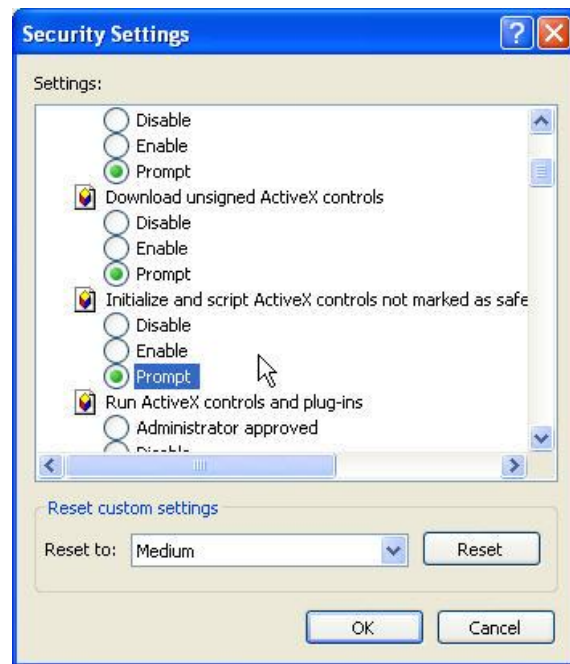 Security Settings
Settings:
Disable
Enable
Prompt
Download unsigned ActiveX controls
Disable
Enable
Prompt
Initialize and script ActiveX controls not marked as safe
Disable
Enable
Prompt
Run ActiveX controls and plug-ins
Administrator approved
Disable
Reset custom settings
Reset to: Medium Reset
OK Cancel